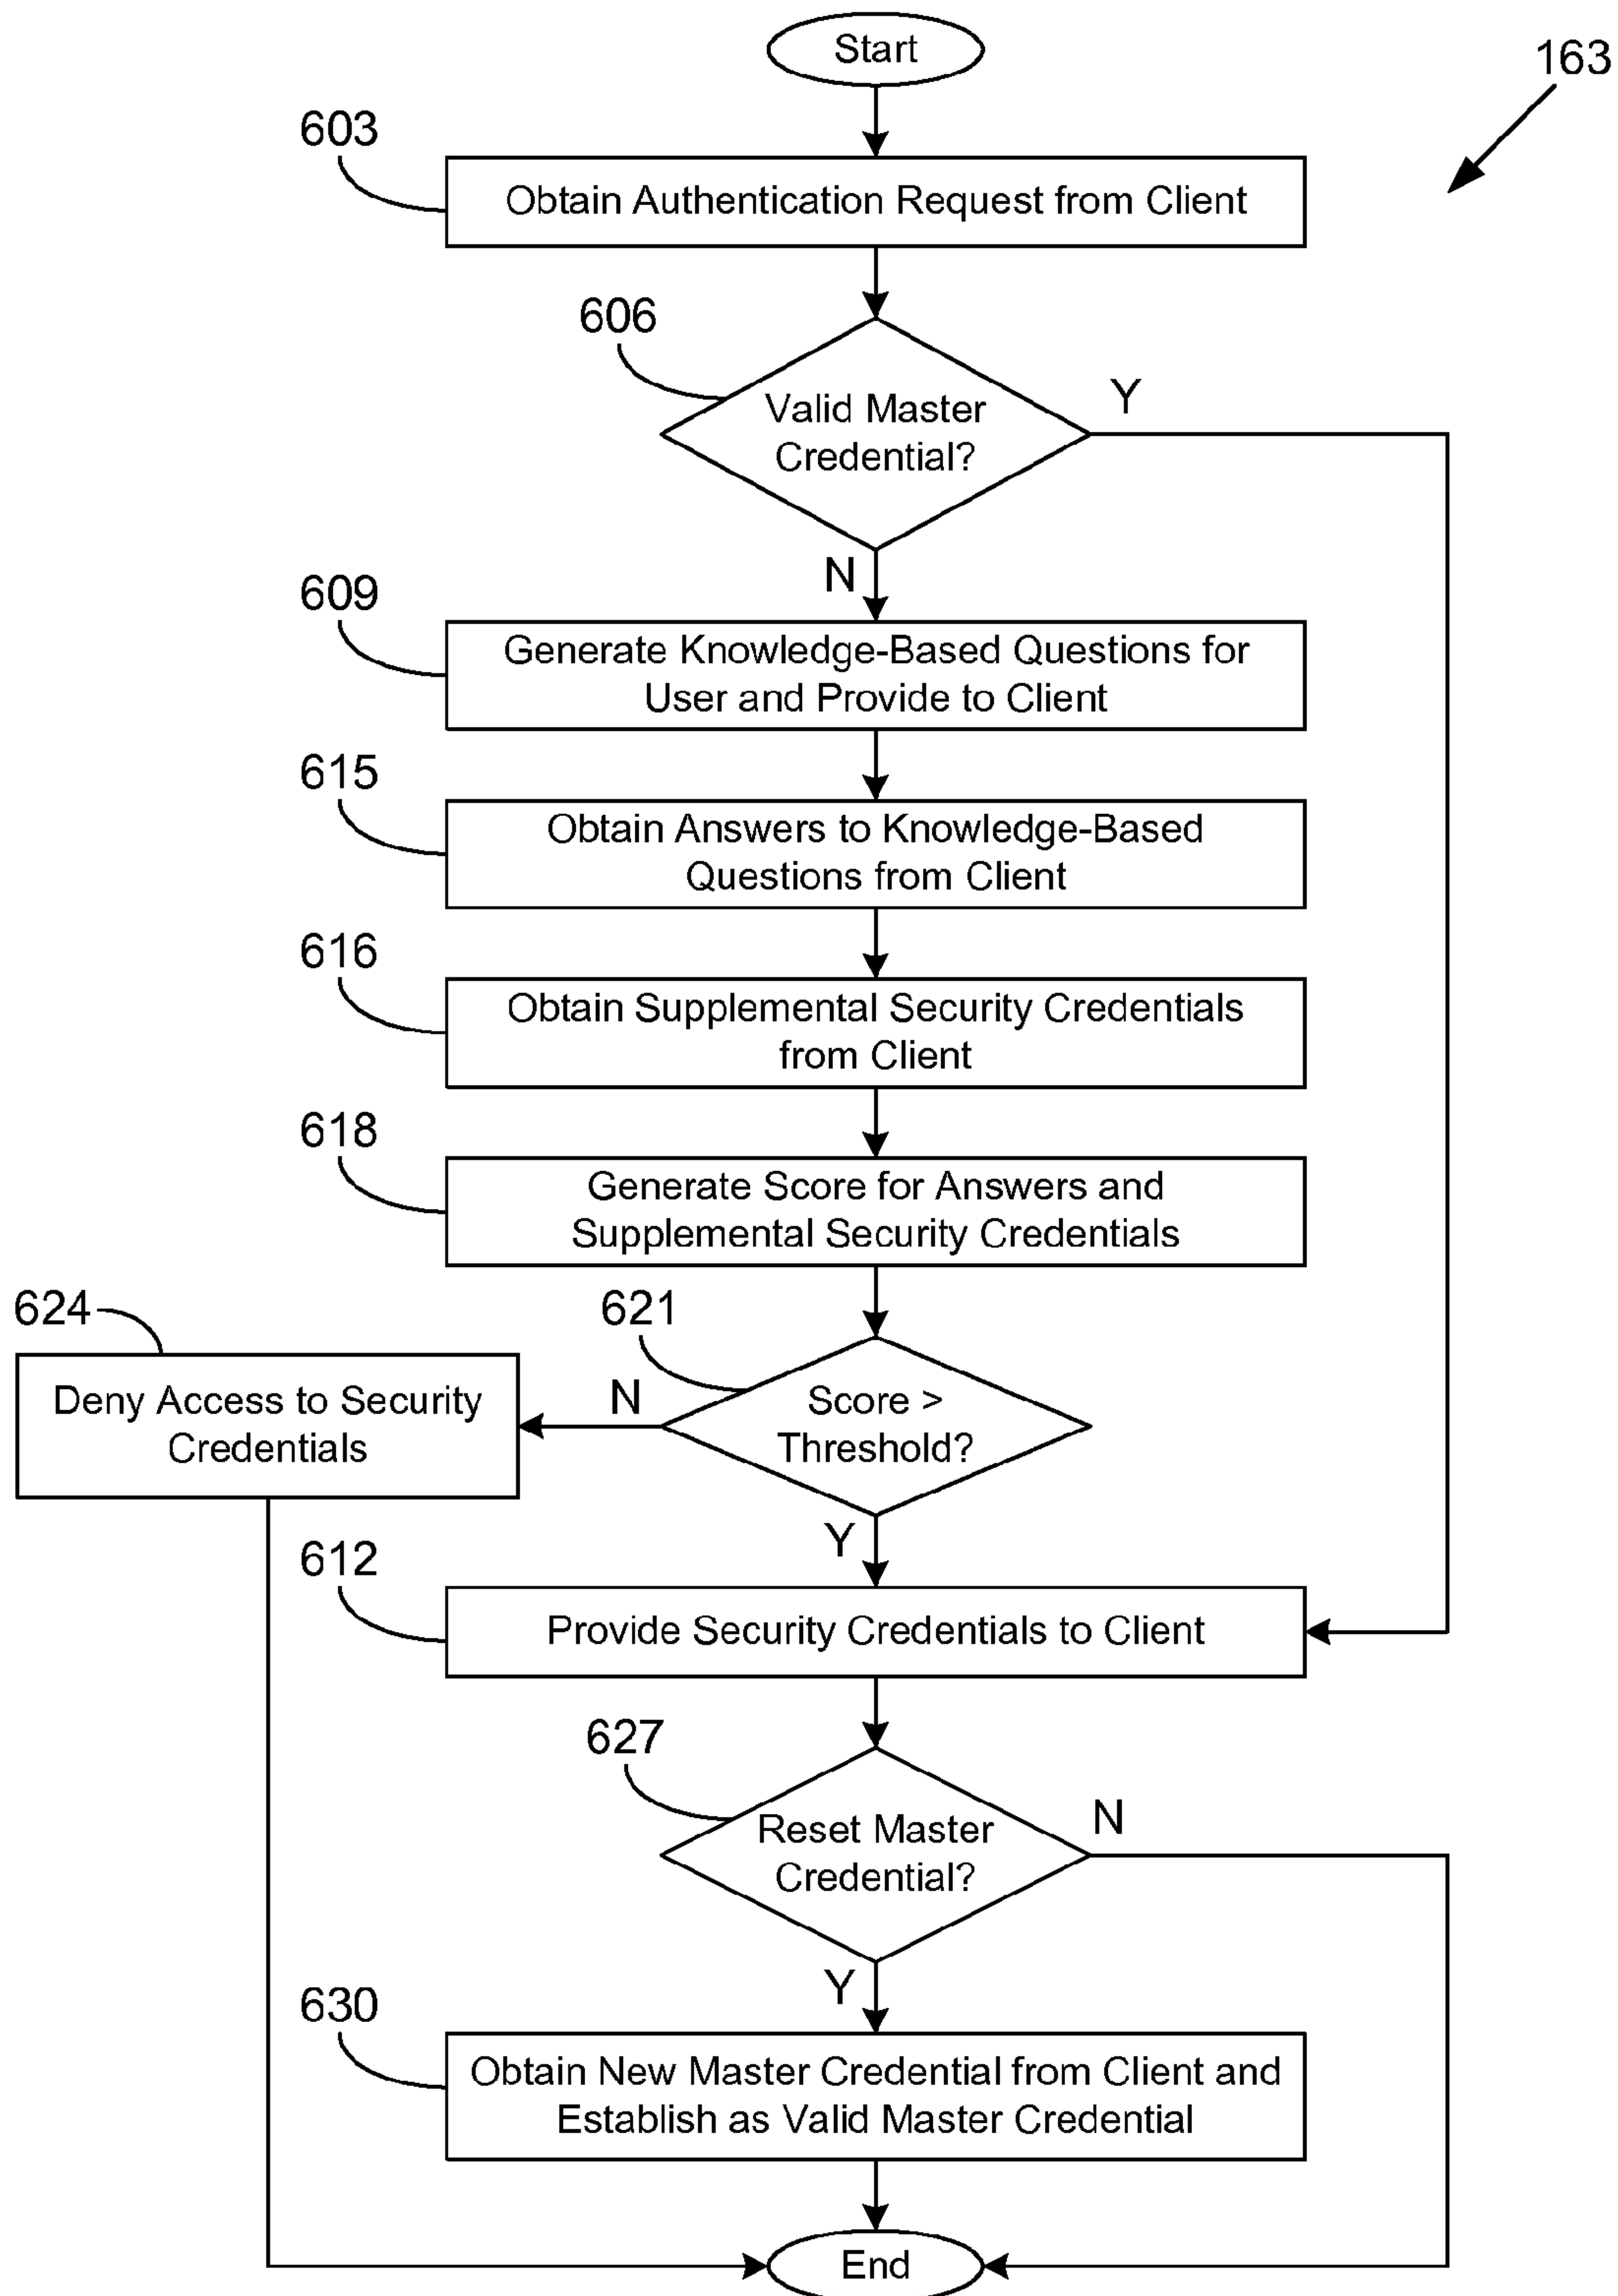 Start
163
603
Obtain Authentication Request from Client
606
Valid Master
Credential?
Y
N
609
Generate Knowledge-Based Questions for
User and Provide to Client
615
Obtain Answers to Knowledge-Based
Questions from Client
616
Obtain Supplemental Security Credentials
from Client
618
Generate Score for Answers and
Supplemental Security Credentials
624
Deny Access to Security
Credentials
621
N
Score >
Threshold?
Y
612
Provide Security Credentials to Client
627
Reset Master
Credential?
N
Y
630
Obtain New Master Credential from Client and
Establish as Valid Master Credential
End